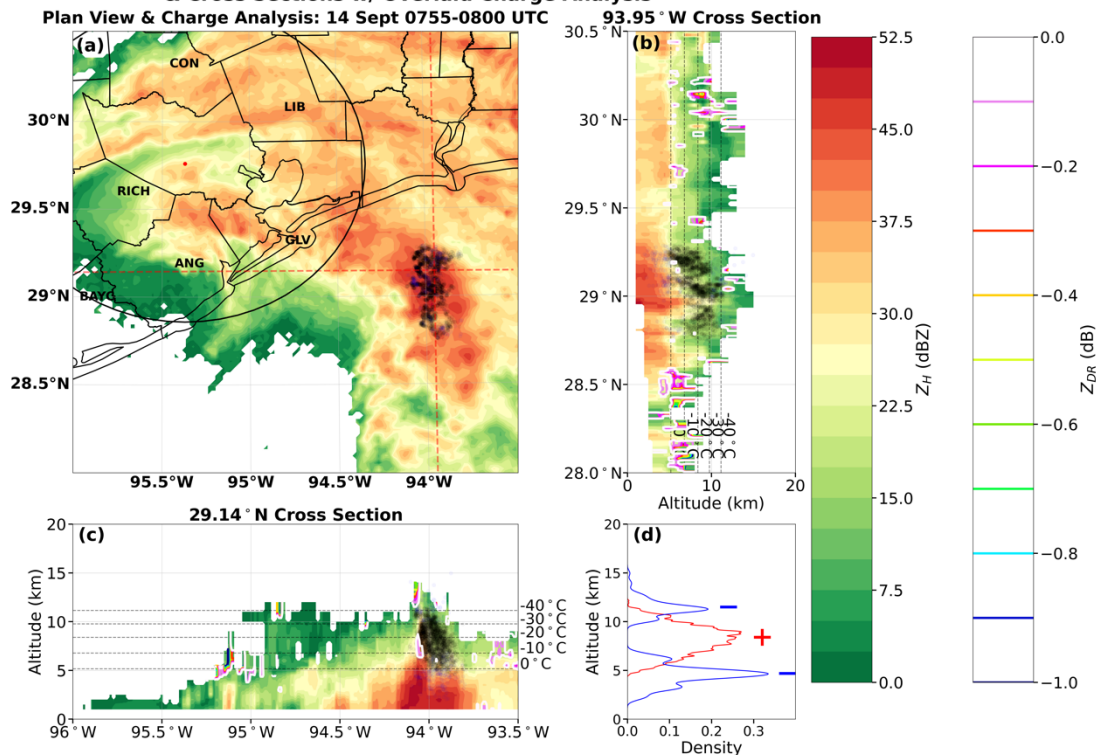 Plan View & Charge Analysis: 14 Sept 0755-0800 UTC
93.95°W Cross Section
(a)
CON
LIB
RICH
GLV
ANG
30°N
29.5°N
29°N
28.5°N
95.5°W
95°W
94.5°W
94°W
(b)
30.5°N
30°N
29.5°N
29°N
28.5°N
28.0°N
-10°C
-20°C
-30°C
-40°C
0
10
20
Altitude (km)
52.5
45.0
37.5
30.0
22.5
15.0
7.5
0.0
Z_H (dBZ)
0.0
−0.2
−0.4
−0.6
−0.8
−1.0
Z_DR (dB)
29.14°N Cross Section
(c)
20
15
10
5
0
Altitude (km)
-40°C
-30°C
-20°C
-10°C
0°C
96°W
95.5°W
95°W
94.5°W
94°W
93.5°W
(d)
20
15
10
5
0
Altitude (km)
−
+
−
0.0
0.1
0.2
0.3
Density